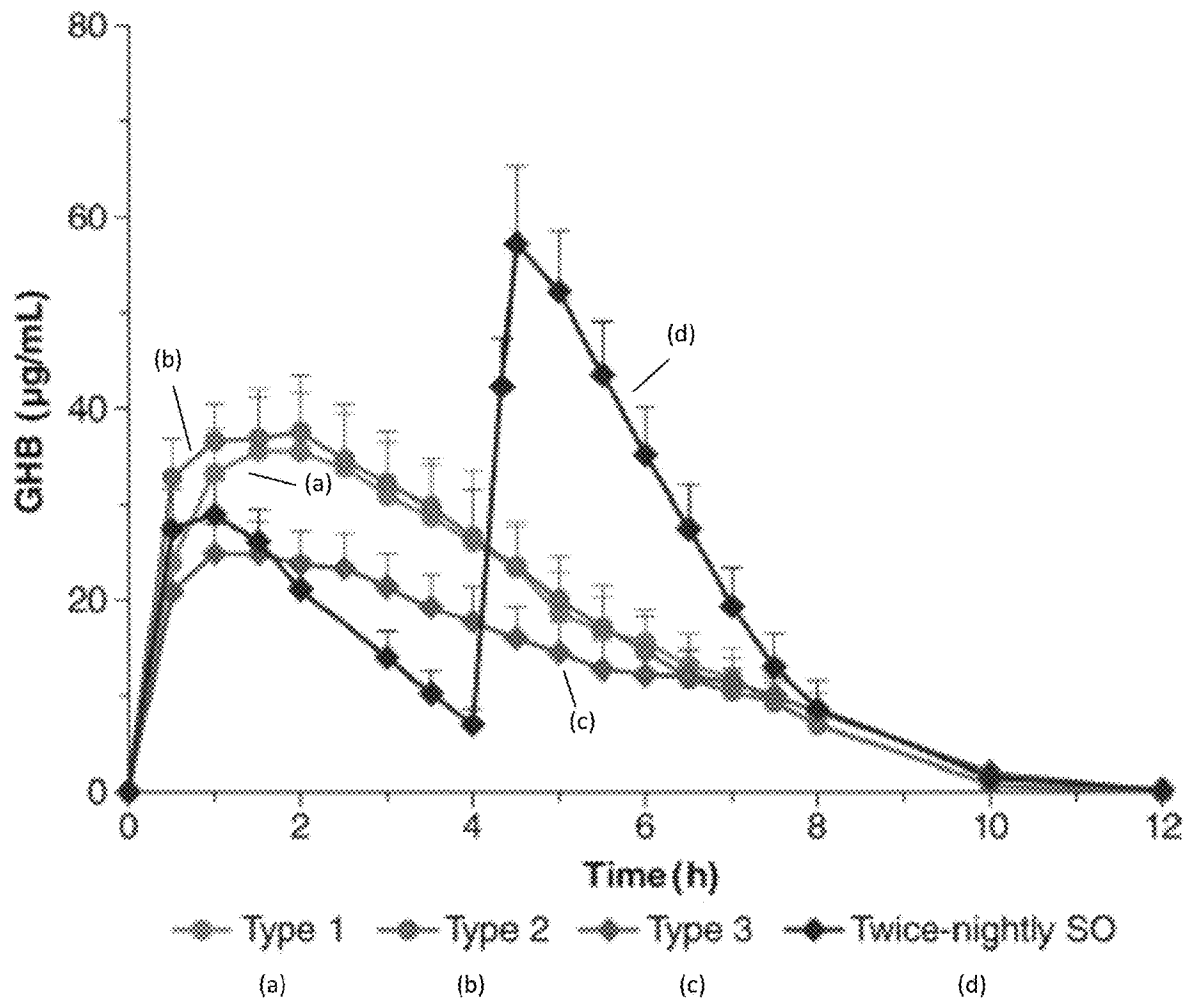 80
60
(d)
(b)
40
(a)
20
(c)
0
GHB (µg/mL)
0 2 4 6 8 10 12
Time (h)
Type 1 Type 2 Type 3 Twice-nightly SO
(a) (b) (c) (d)